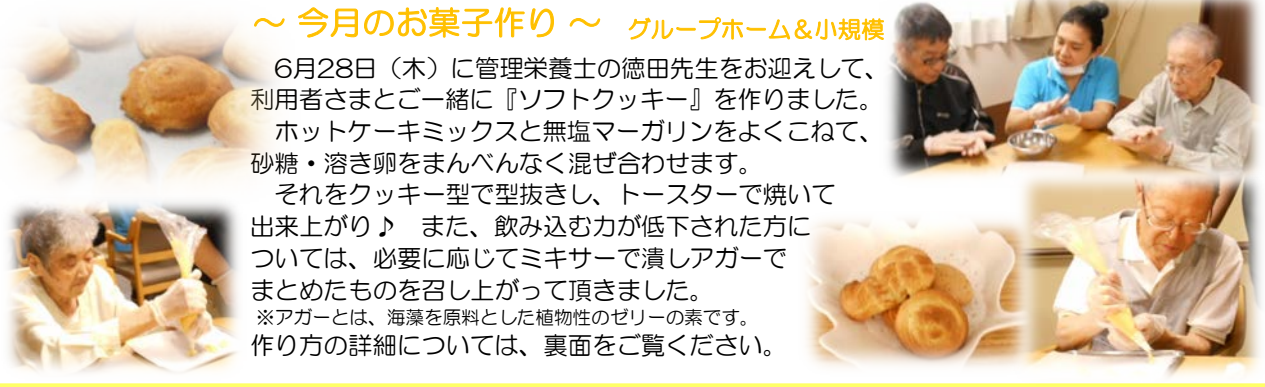 ～ 今月のお菓子作り ～ グループホーム＆小規模
　6月28日（木）に管理栄養士の徳田先生をお迎えして、
利用者さまとご一緒に『ソフトクッキー』を作りました。
　ホットケーキミックスと無塩マーガリンをよくこねて、
砂糖・溶き卵をまんべんなく混ぜ合わせます。
　それをクッキー型で型抜きし、トースターで焼いて
出来上がり♪　また、飲み込む力が低下された方に
ついては、必要に応じてミキサーで潰しアガーで
まとめたものを召し上がって頂きました。
※アガーとは、海藻を原料とした植物性のゼリーの素です。
作り方の詳細については、裏面をご覧ください。